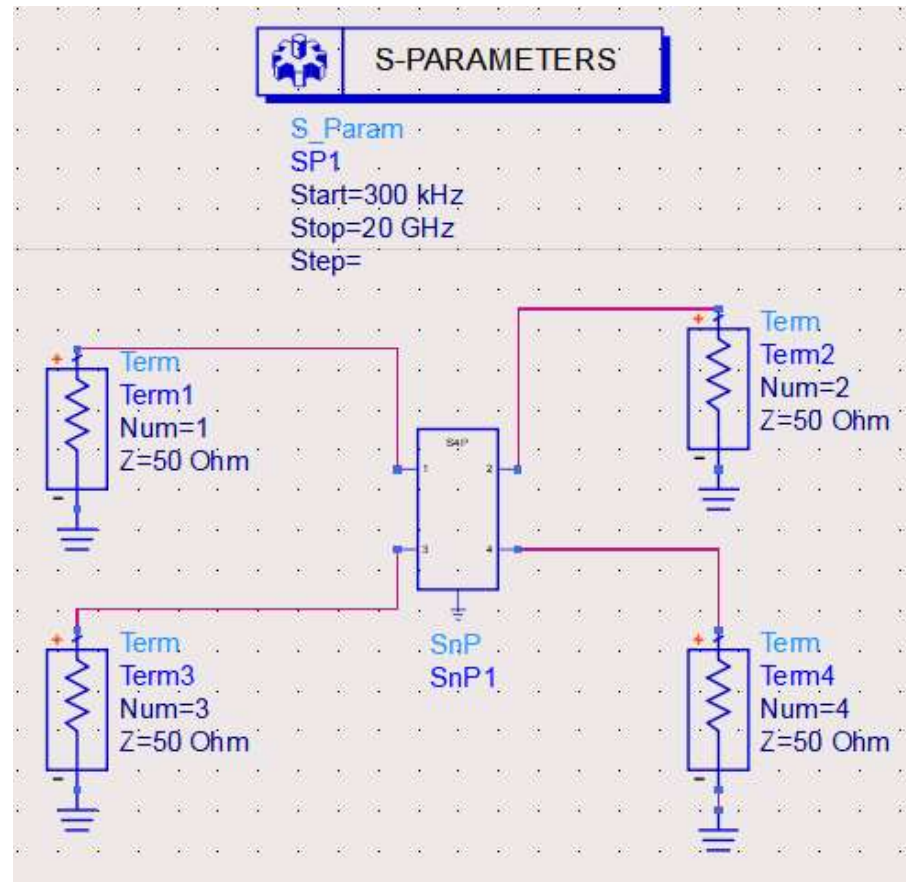 S-PARAMETERS
S_Param
SP1
Start=300 kHz
Stop=20 GHz
Step=
+
Term
Term1
Num=1
Z=50 Ohm
-
+
Term
Term2
Num=2
Z=50 Ohm
-
S4P
1
2
3
4
SnP
SnP1
+
Term
Term3
Num=3
Z=50 Ohm
-
+
Term
Term4
Num=4
Z=50 Ohm
-